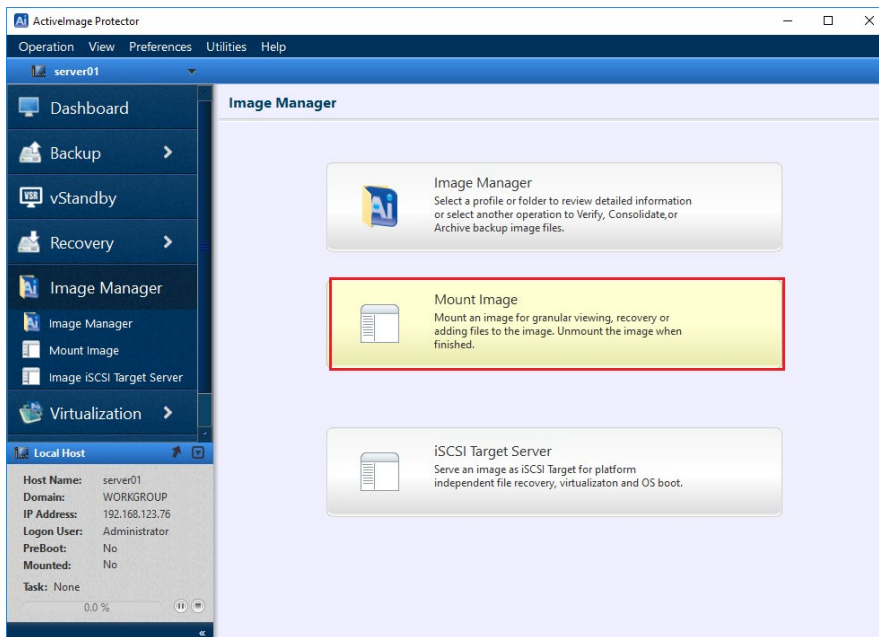 Ai ActiveImage Protector
Operation View Preferences Utilities Help
server01
Dashboard
Backup
VSR vStandby
Recovery
Ai Image Manager
Ai Image Manager
Mount Image
Image iSCSI Target Server
Virtualization
Local Host
Host Name: server01
Domain: WORKGROUP
IP Address: 192.168.123.76
Logon User: Administrator
PreBoot: No
Mounted: No
Task: None
0.0 %
Image Manager
Ai
Image Manager
Select a profile or folder to review detailed information
or select another operation to Verify, Consolidate,or
Archive backup image files.
Mount Image
Mount an image for granular viewing, recovery or
adding files to the image. Unmount the image when
finished.
iSCSI Target Server
Serve an image as iSCSI Target for platform
independent file recovery, virtualizaton and OS boot.